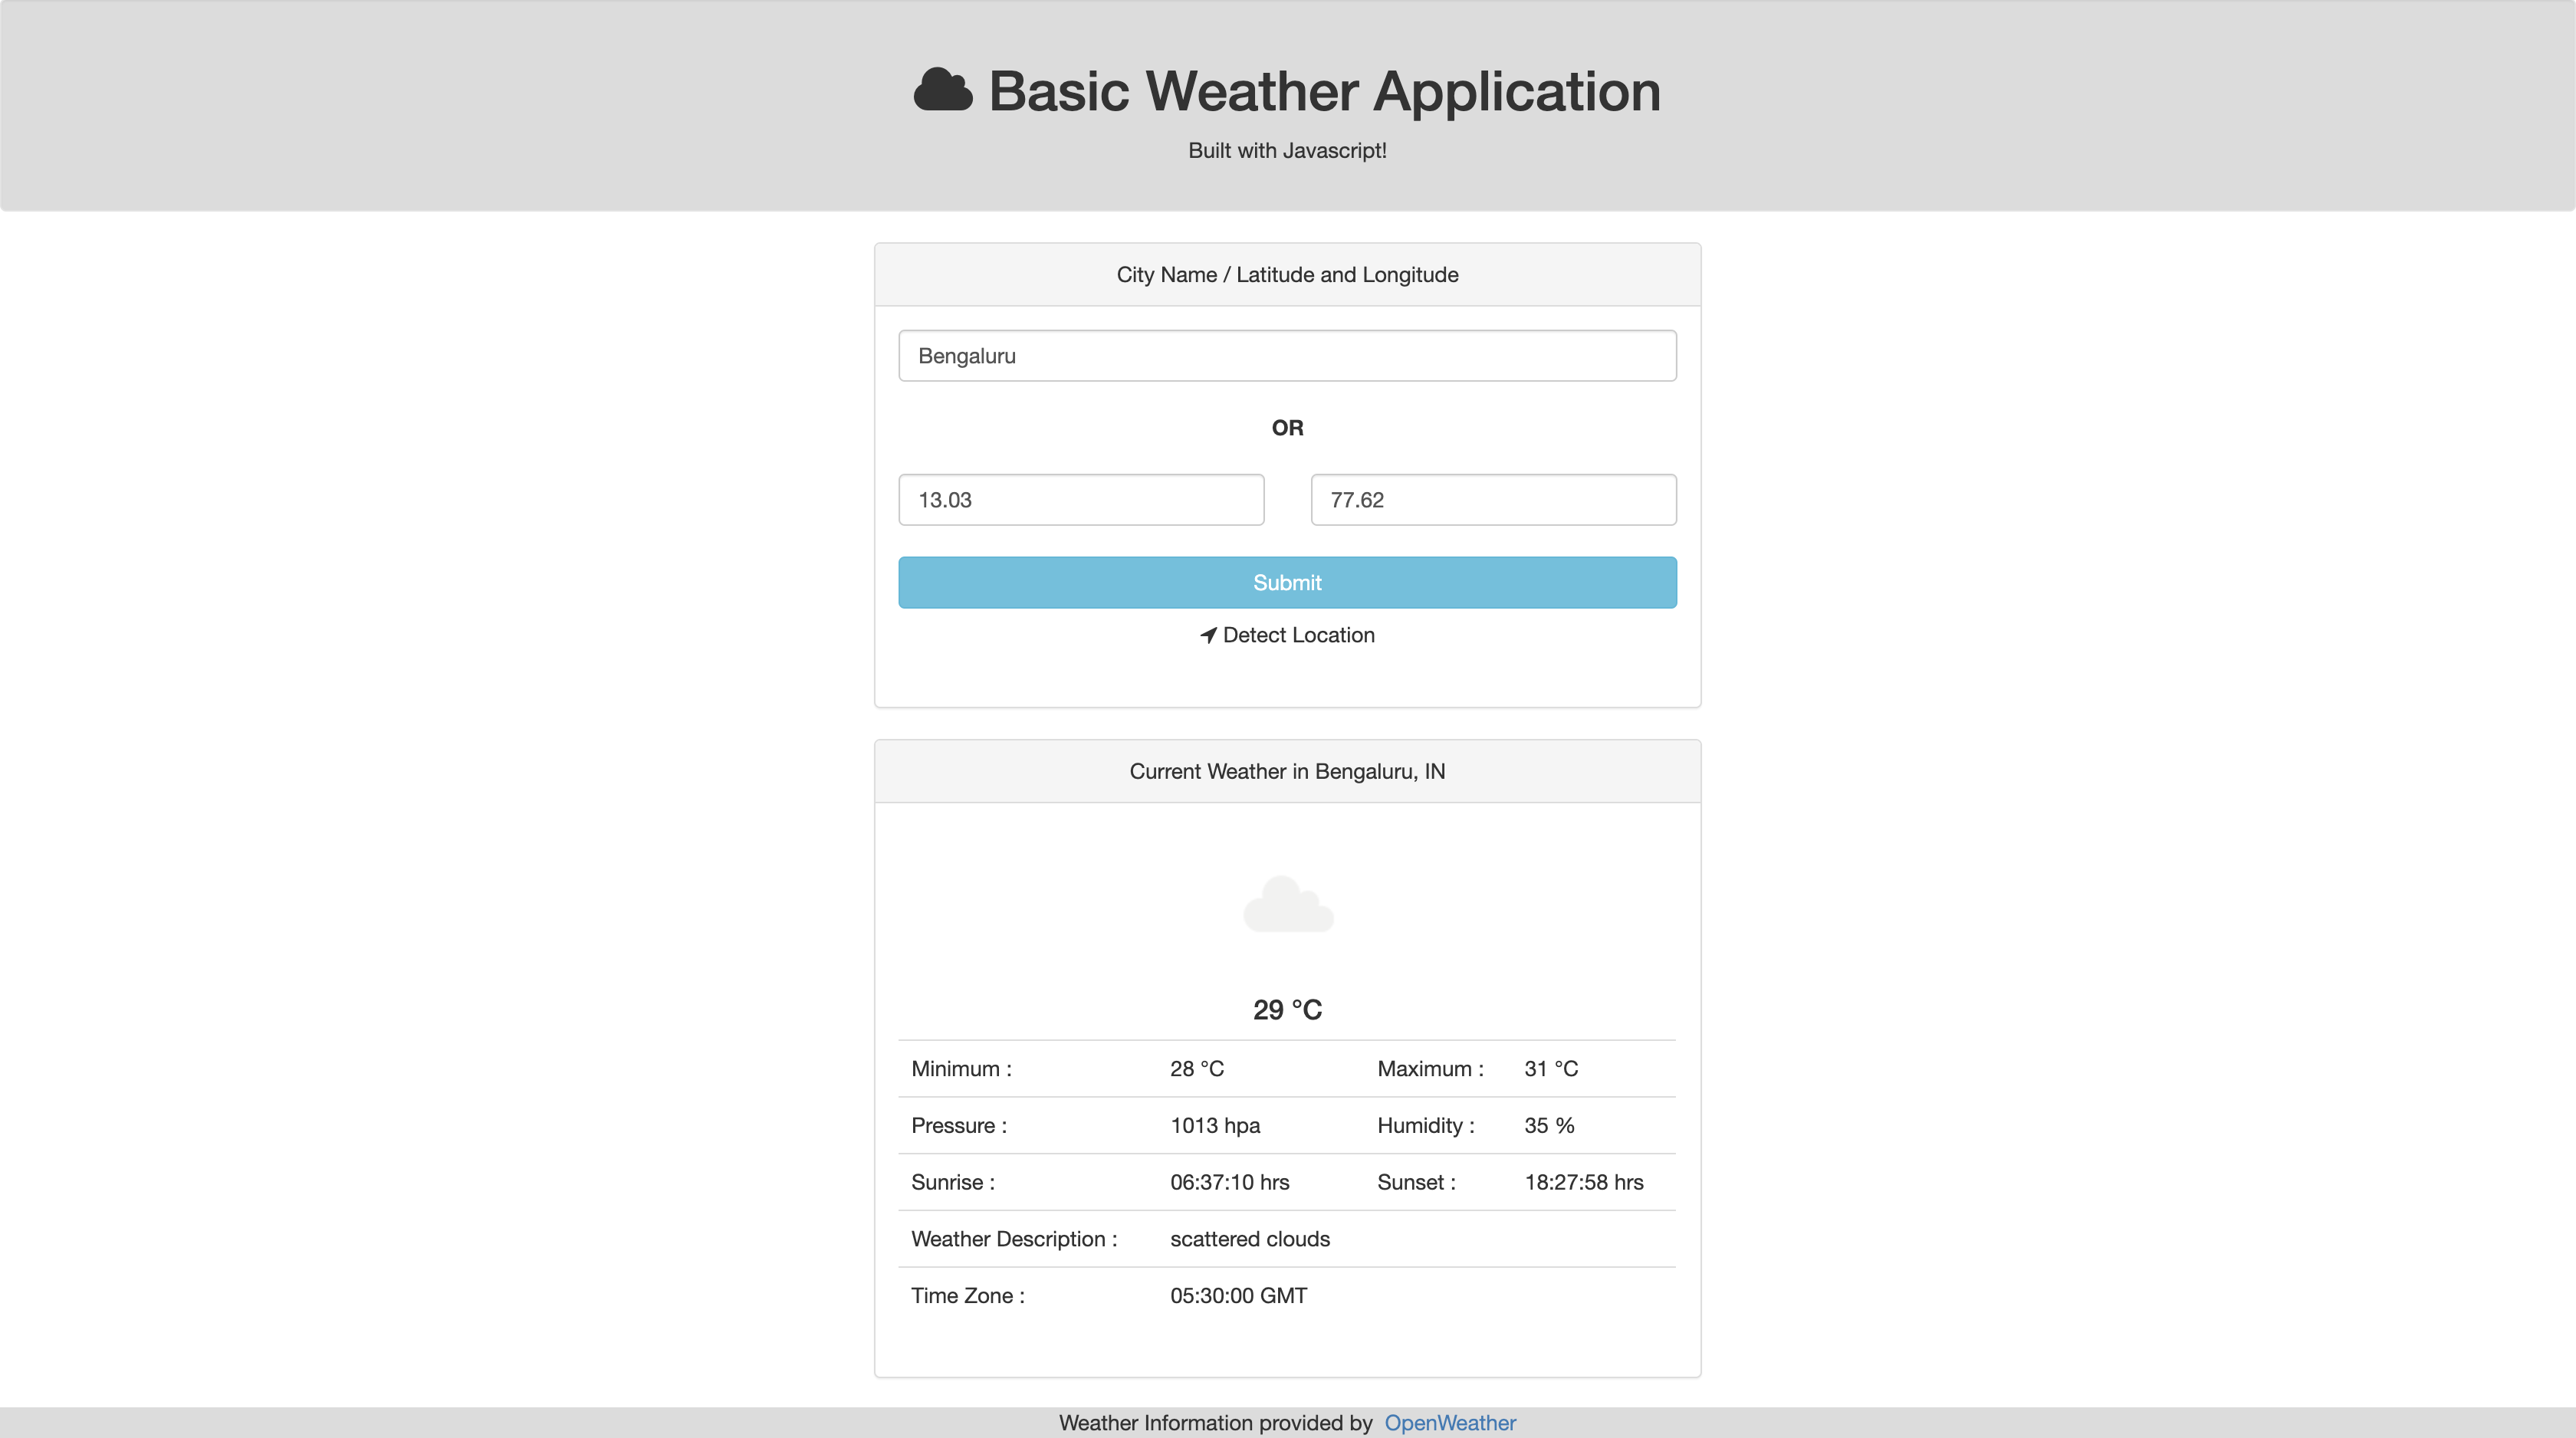 Basic Weather Application
Built with Javascript!
City Name / Latitude and Longitude
Bengaluru
OR
13.03 77.62
Submit
Detect Location
Current Weather in Bengaluru, IN
29 °C
Minimum : 28 °C Maximum : 31 °C
Pressure : 1013 hpa Humidity : 35 %
Sunrise : 06:37:10 hrs Sunset : 18:27:58 hrs
Weather Description : scattered clouds
Time Zone : 05:30:00 GMT
Weather Information provided by OpenWeather